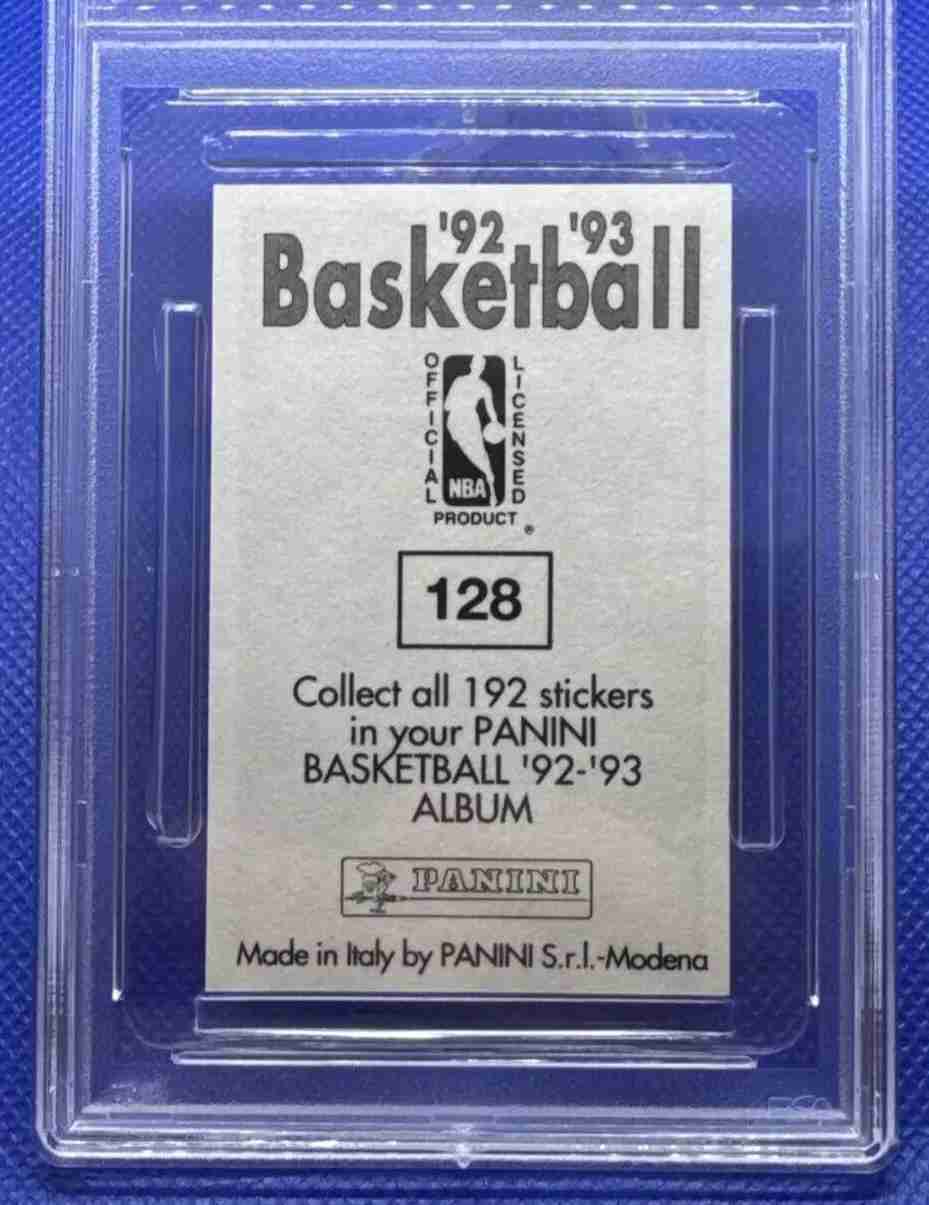 '92 '93
Basketball
OFFICIAL LICENSED
NBA
PRODUCT ®
128
Collect all 192 stickers
in your PANINI
BASKETBALL '92-'93
ALBUM
PANINI
Made in Italy by PANINI S.r.l.-Modena